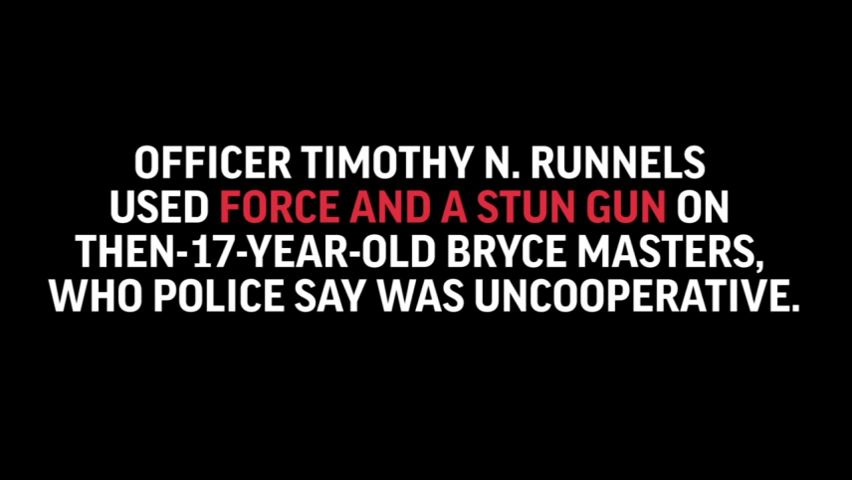 OFFICER TIMOTHY N. RUNNELS
USED FORCE AND A STUN GUN ON
THEN-17-YEAR-OLD BRYCE MASTERS,
WHO POLICE SAY WAS UNCOOPERATIVE.